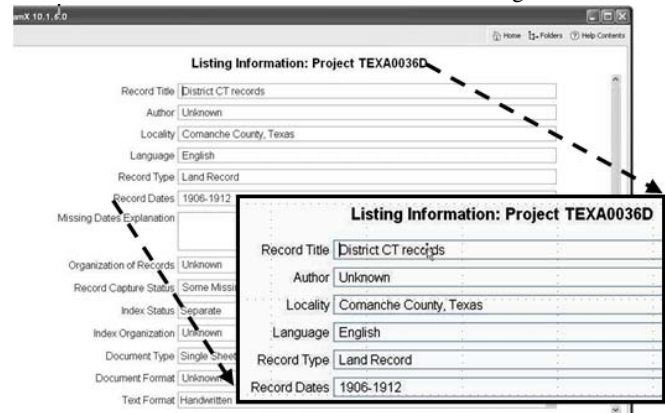 amX 10.1.6.0
Home Folders Help Contents
Listing Information: Project TEXA0036D
Record Title District CT records
Author Unknown
Locality Comanche County, Texas
Language English
Record Type Land Record
Record Dates 1906-1912
Missing Dates Explanation
Organization of Records Unknown
Record Capture Status Some Missi
Index Status Separate
Index Organization Unknown
Document Type Single Sheet
Document Format Unknown
Text Format Handwritten
Listing Information: Project TEXA0036D
Record Title District CT records
Author Unknown
Locality Comanche County, Texas
Language English
Record Type Land Record
Record Dates 1906-1912